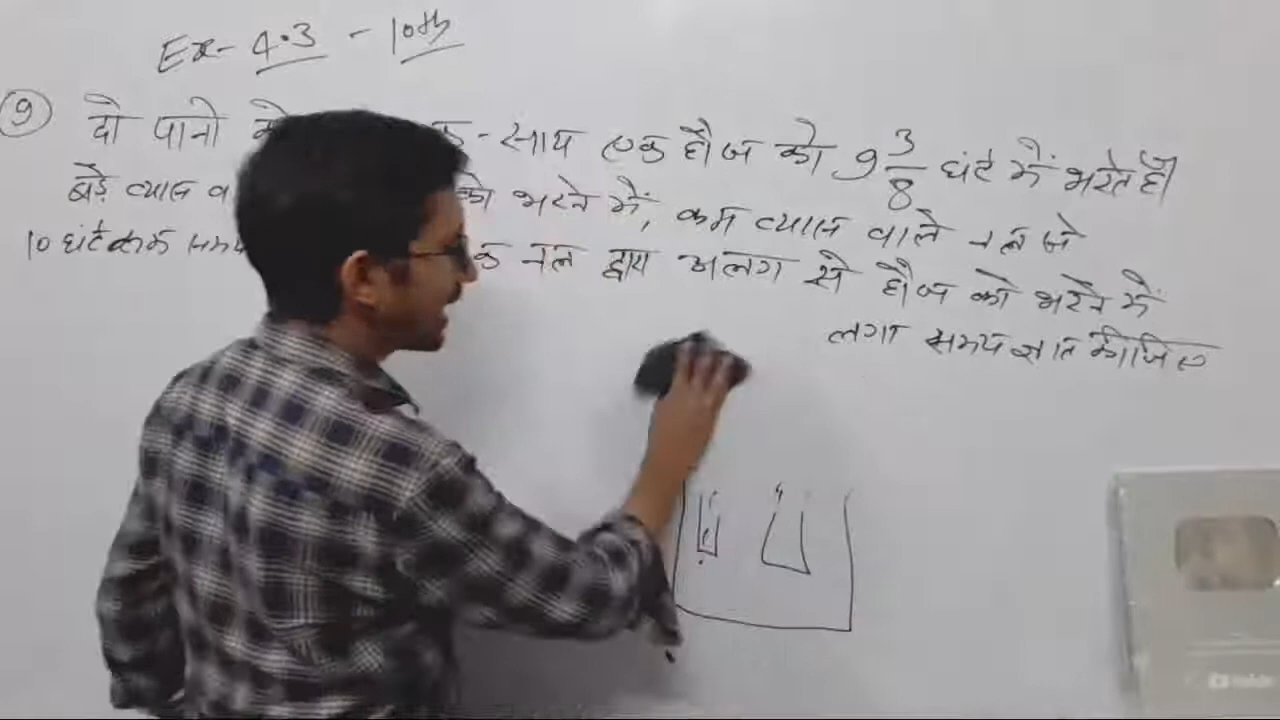 Ex- 4.3 - 10th
9 दो पानी -साथ एक हौज को 9 3/8 घंटे में भरते हैं
बड़े व्यास व को भरने में, कम व्यास वाले नल से
10 घंटे कम समय क नल द्वारा अलग से हौज को भरने में
लगा समय ज्ञात कीजिए